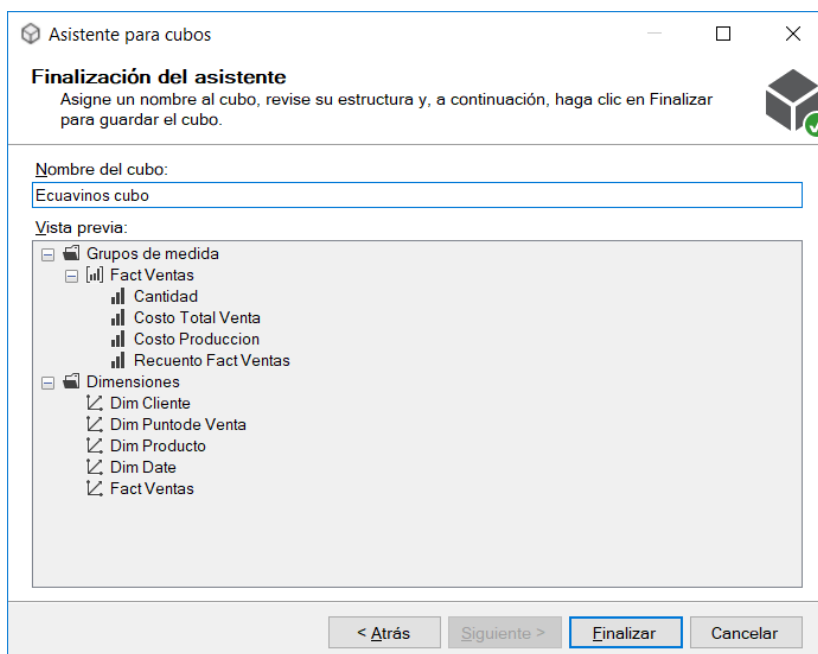 Asistente para cubos
Finalización del asistente
Asigne un nombre al cubo, revise su estructura y, a continuación, haga clic en Finalizar
para guardar el cubo.
Nombre del cubo:
Ecuavinos cubo
Vista previa:
Grupos de medida
Fact Ventas
Cantidad
Costo Total Venta
Costo Produccion
Recuento Fact Ventas
Dimensiones
Dim Cliente
Dim Puntode Venta
Dim Producto
Dim Date
Fact Ventas
< Atrás
Siguiente >
Finalizar
Cancelar